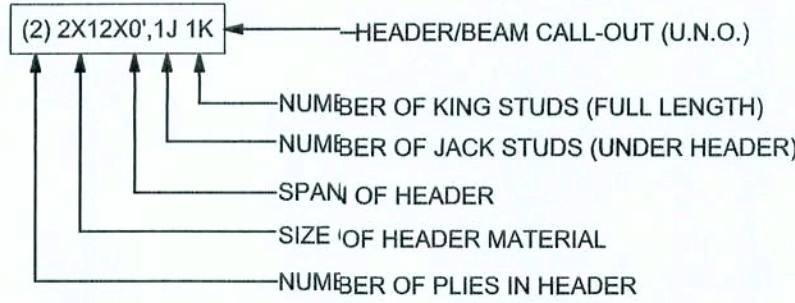 (2) 2X12X0',1J 1K
HEADER/BEAM CALL-OUT (U.N.O.)
NUMBER OF KING STUDS (FULL LENGTH)
NUMBER OF JACK STUDS (UNDER HEADER)
SPAN OF HEADER
SIZE OF HEADER MATERIAL
NUMBER OF PLIES IN HEADER